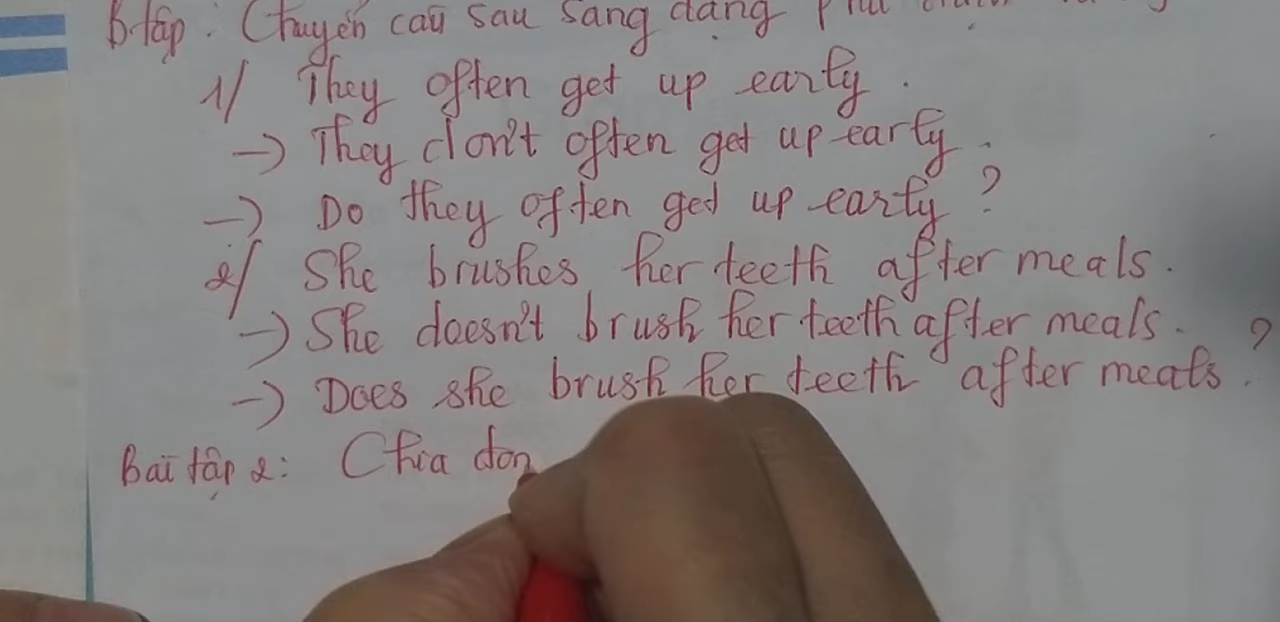 B.tập: Chuyển câu sau sang dạng
1/ They often get up early.
-> They don't often get up early.
-> Do they often get up early?
2/ She brushes her teeth after meals.
-> She doesn't brush her teeth after meals.
-> Does she brush her teeth after meals?
Bài tập 2: Chia